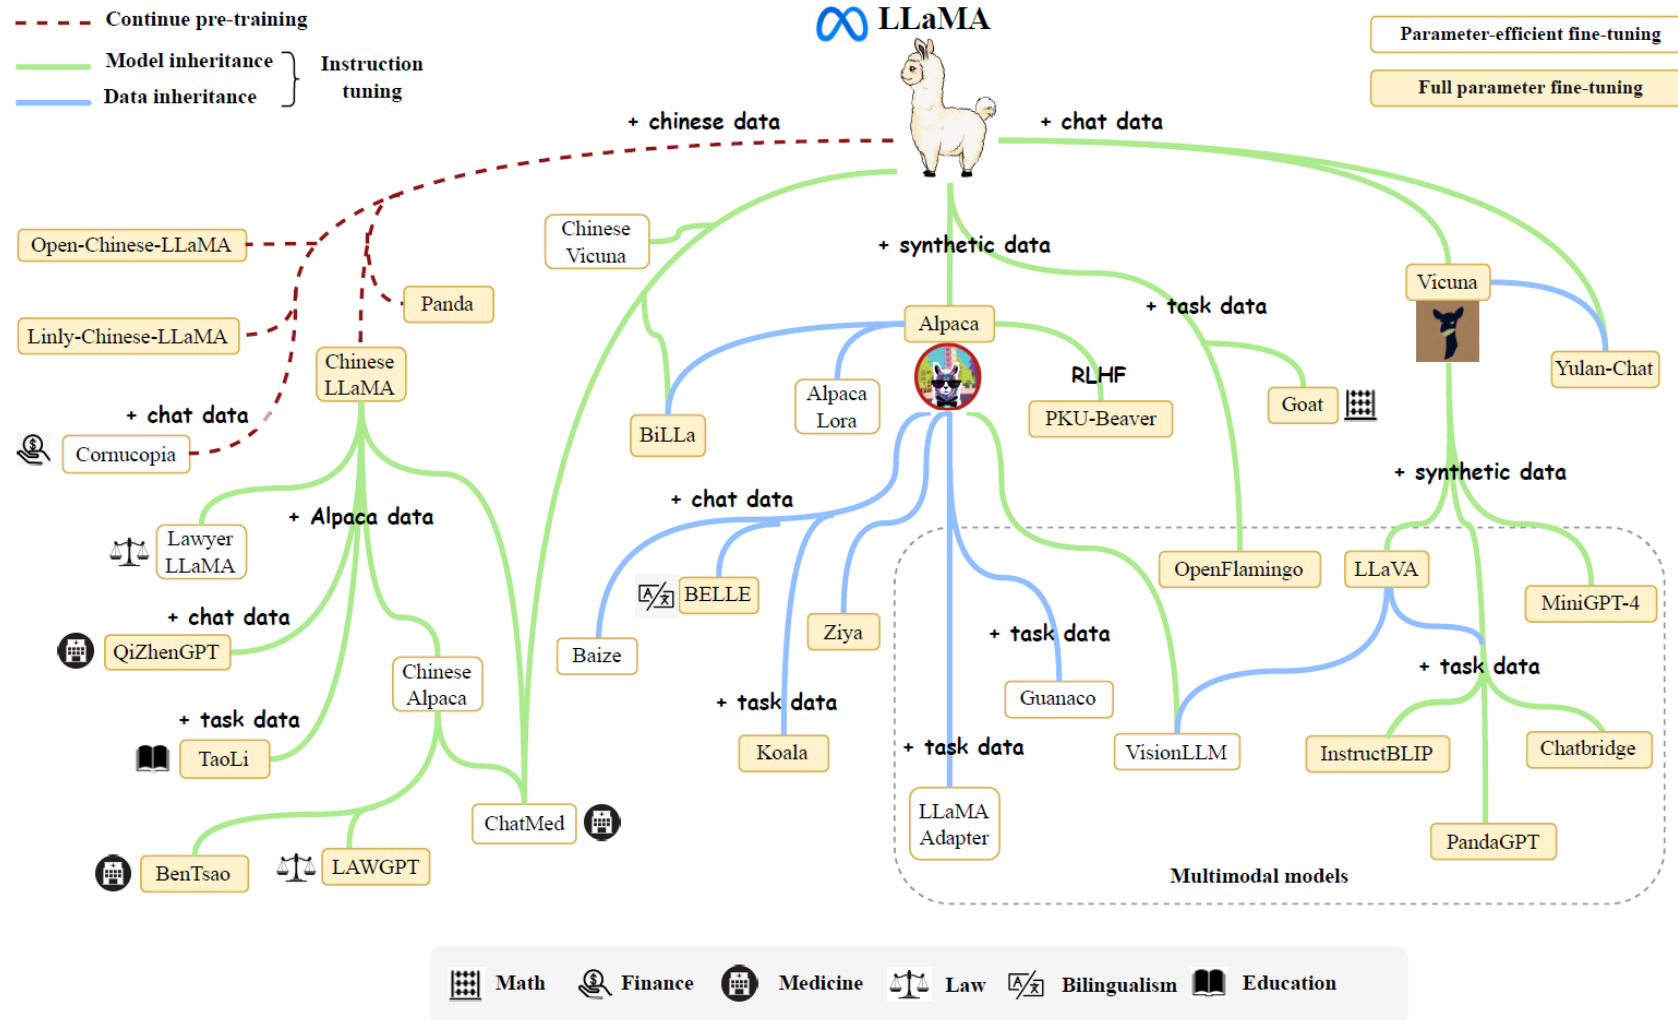 Continue pre-training
Model inheritance
Data inheritance
Instruction
tuning
LLaMA
Parameter-efficient fine-tuning
Full parameter fine-tuning
+ chinese data
+ chat data
Open-Chinese-LLaMA
Linly-Chinese-LLaMA
Panda
Chinese
LLaMA
+ chat data
Cornucopia
Chinese
Vicuna
+ synthetic data
+ task data
Vicuna
Yulan-Chat
Alpaca
Alpaca
Lora
BiLLa
RLHF
PKU-Beaver
Goat
+ synthetic data
+ Alpaca data
+ chat data
Lawyer
LLaMA
+ chat data
QiZhenGPT
Chinese
Alpaca
+ task data
TaoLi
BenTsao
LAWGPT
ChatMed
BELLE
Baize
Ziya
+ task data
Koala
+ task data
Guanaco
+ task data
LLaMA
Adapter
OpenFlamingo
LLaVA
MiniGPT-4
+ task data
VisionLLM
InstructBLIP
Chatbridge
PandaGPT
Multimodal models
Math
Finance
Medicine
Law
Bilingualism
Education